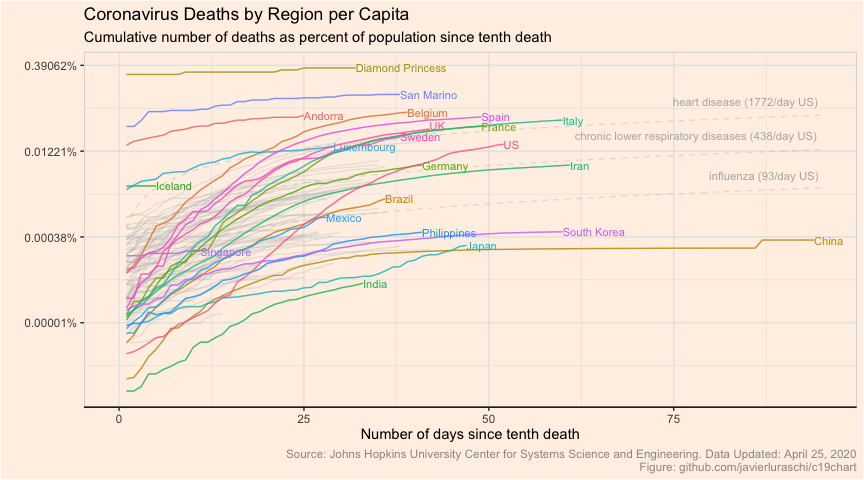 Coronavirus Deaths by Region per Capita
Cumulative number of deaths as percent of population since tenth death
0.39062%
0.01221%
0.00038%
0.00001%
Diamond Princess
San Marino
heart disease (1772/day US)
Andorra
Belgium
Spain
Italy
UK
France
Sweden
chronic lower respiratory diseases (438/day US)
US
Luxembourg
Germany
Iran
influenza (93/day US)
Iceland
Brazil
Mexico
Philippines
South Korea
China
Japan
Singapore
India
0
25
50
75
Number of days since tenth death
Source: Johns Hopkins University Center for Systems Science and Engineering. Data Updated: April 25, 2020
Figure: github.com/javierluraschi/c19chart